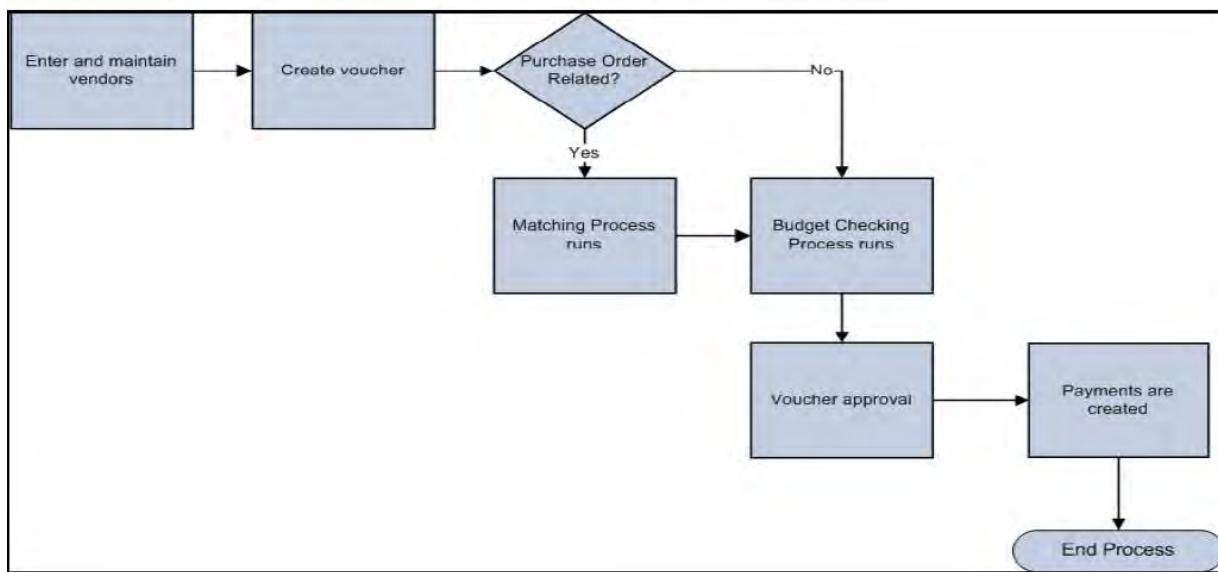 Enter and maintain
vendors
Create voucher
Purchase Order
Related?
No
Yes
Matching Process
runs
Budget Checking
Process runs
Voucher approval
Payments are
created
End Process